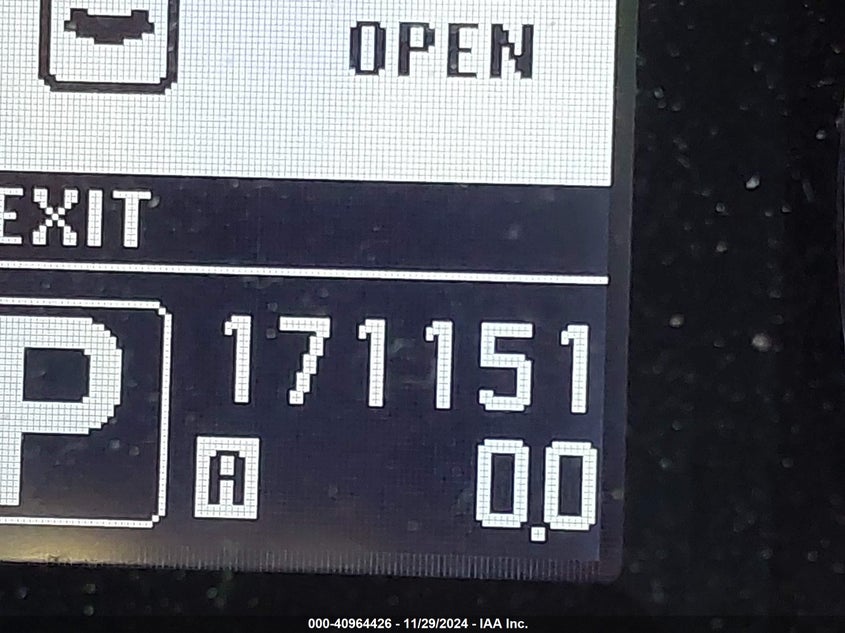 OPEN
EXIT
P
171151
A
0.0
000-40964426 - 11/29/2024 - IAA Inc.